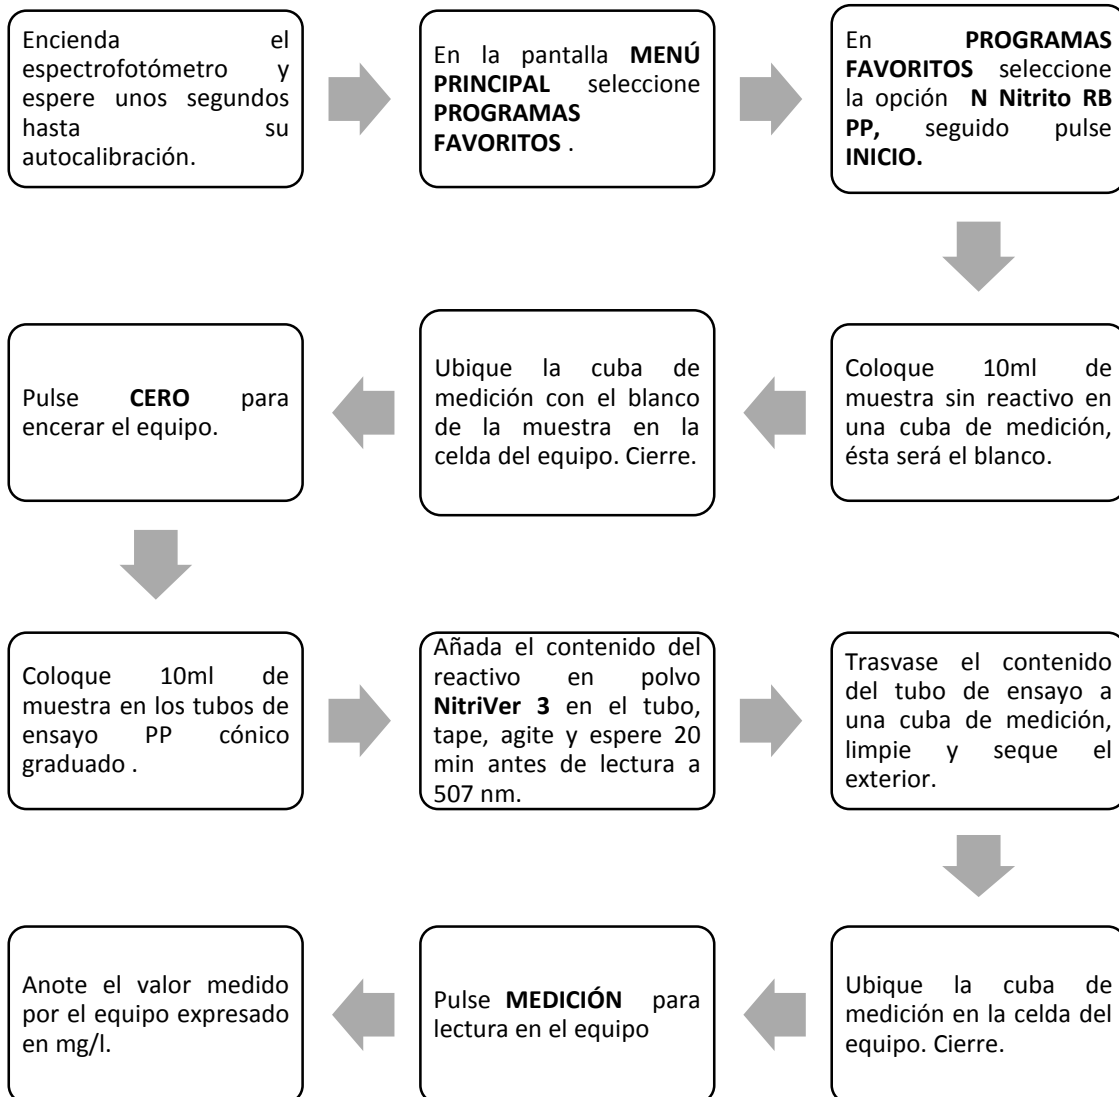 Encienda el
espectrofotómetro y
espere unos segundos
hasta su
autocalibración.
En la pantalla MENÚ
PRINCIPAL seleccione
PROGRAMAS
FAVORITOS .
En PROGRAMAS
FAVORITOS seleccione
la opción N Nitrito RB
PP, seguido pulse
INICIO.
Coloque 10ml de
muestra sin reactivo en
una cuba de medición,
ésta será el blanco.
Ubique la cuba de
medición con el blanco
de la muestra en la
celda del equipo. Cierre.
Pulse CERO para
encerar el equipo.
Coloque 10ml de
muestra en los tubos de
ensayo PP cónico
graduado .
Añada el contenido del
reactivo en polvo
NitriVer 3 en el tubo,
tape, agite y espere 20
min antes de lectura a
507 nm.
Trasvase el contenido
del tubo de ensayo a
una cuba de medición,
limpie y seque el
exterior.
Ubique la cuba de
medición en la celda del
equipo. Cierre.
Pulse MEDICIÓN para
lectura en el equipo
Anote el valor medido
por el equipo expresado
en mg/l.